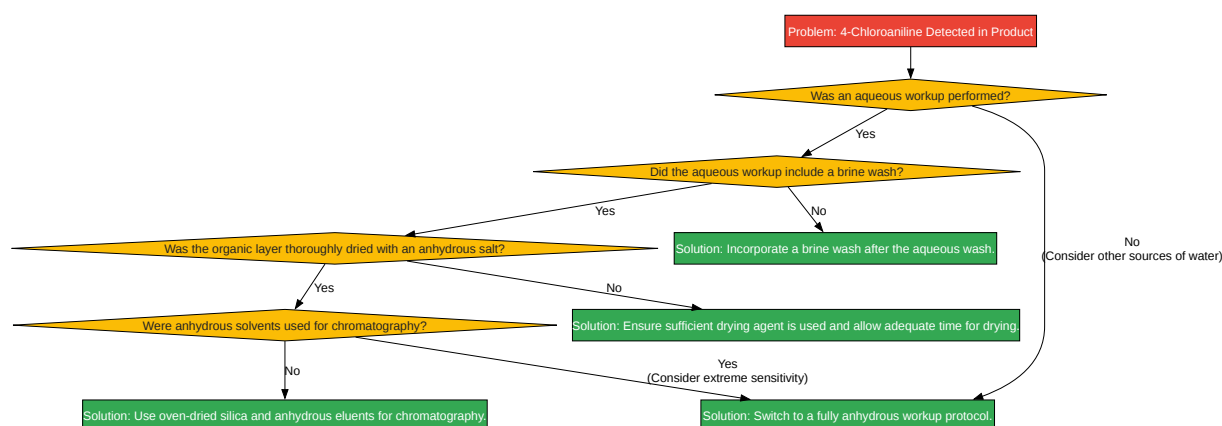 Problem: 4-Chloroaniline Detected in Product
Was an aqueous workup performed?
Yes
Did the aqueous workup include a brine wash?
Yes
No
Was the organic layer thoroughly dried with an anhydrous salt?
Solution: Incorporate a brine wash after the aqueous wash.
No
(Consider other sources of water)
Yes
No
Were anhydrous solvents used for chromatography?
Solution: Ensure sufficient drying agent is used and allow adequate time for drying.
No
Yes
(Consider extreme sensitivity)
Solution: Use oven-dried silica and anhydrous eluents for chromatography.
Solution: Switch to a fully anhydrous workup protocol.